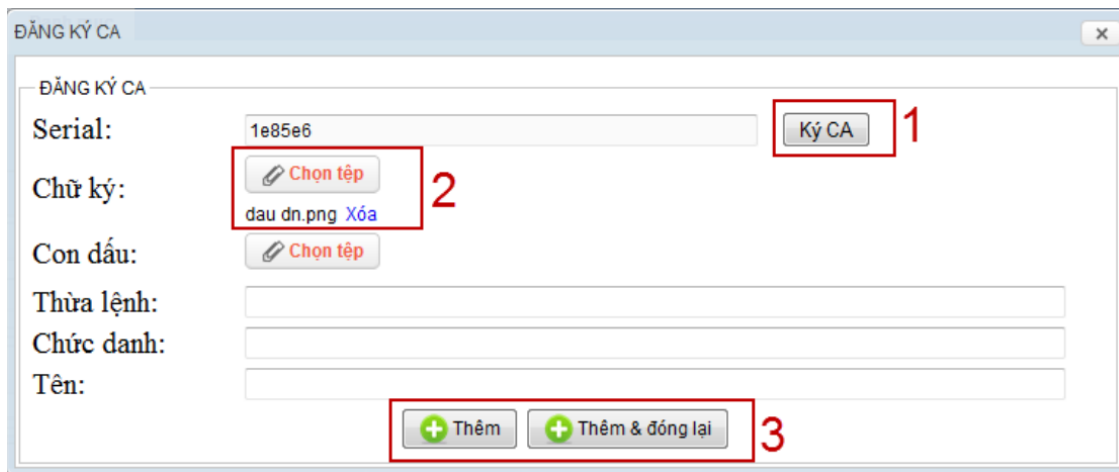 ĐĂNG KÝ CA
ĐĂNG KÝ CA
Serial: 1e85e6 Ký CA 1
Chữ ký: Chọn tệp 2
dau dn.png Xóa
Con dấu: Chọn tệp
Thừa lệnh:
Chức danh:
Tên:
Thêm Thêm & đóng lại 3